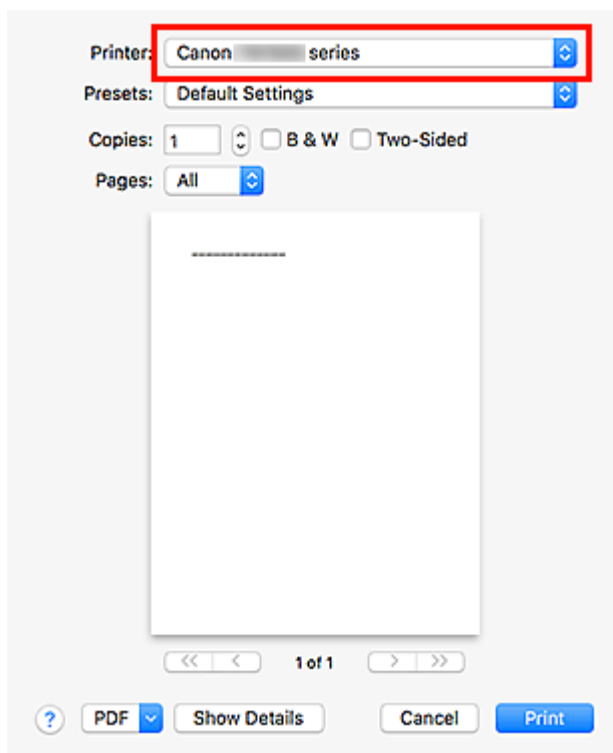 Printer: Canon series
Presets: Default Settings
Copies: 1 B & W Two-Sided
Pages: All
-------------
1 of 1
? PDF Show Details Cancel Print